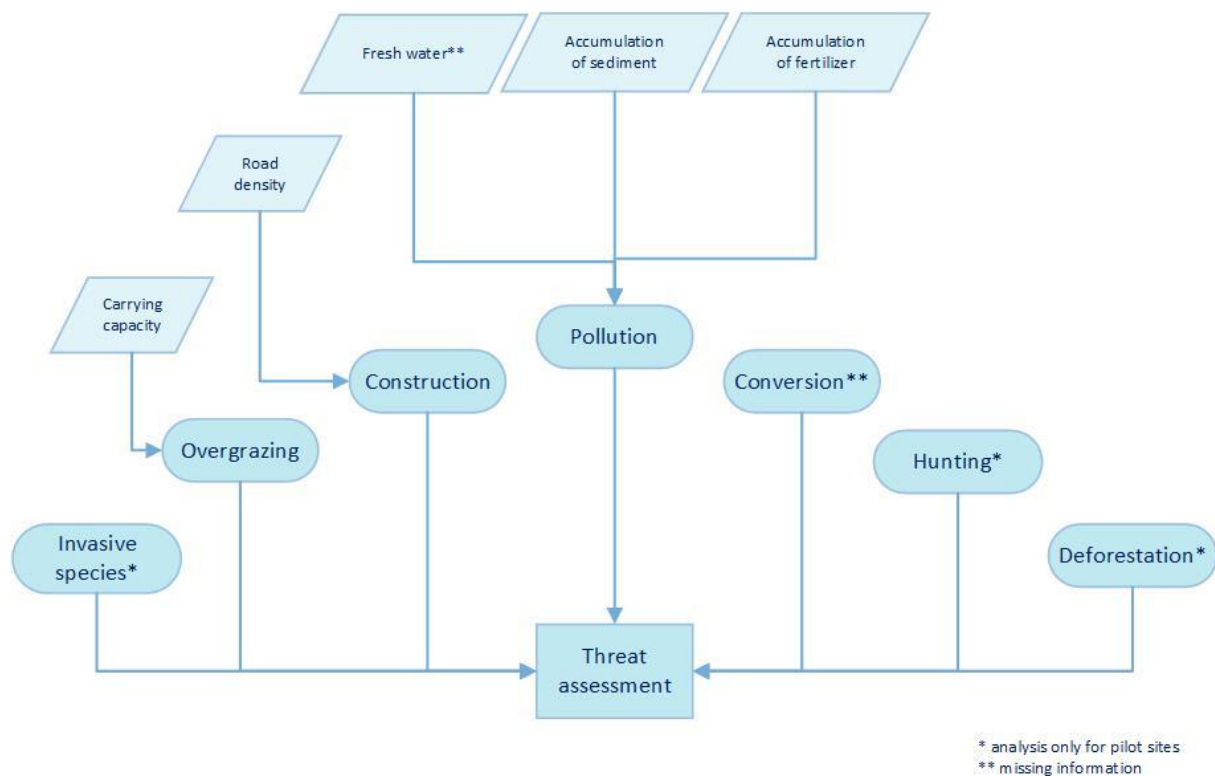 Fresh water**
Accumulation
of sediment
Accumulation
of fertilizer
Road
density
Carrying
capacity
Pollution
Construction
Conversion**
Overgrazing
Hunting*
Invasive
species*
Deforestation*
Threat
assessment
* analysis only for pilot sites
** missing information